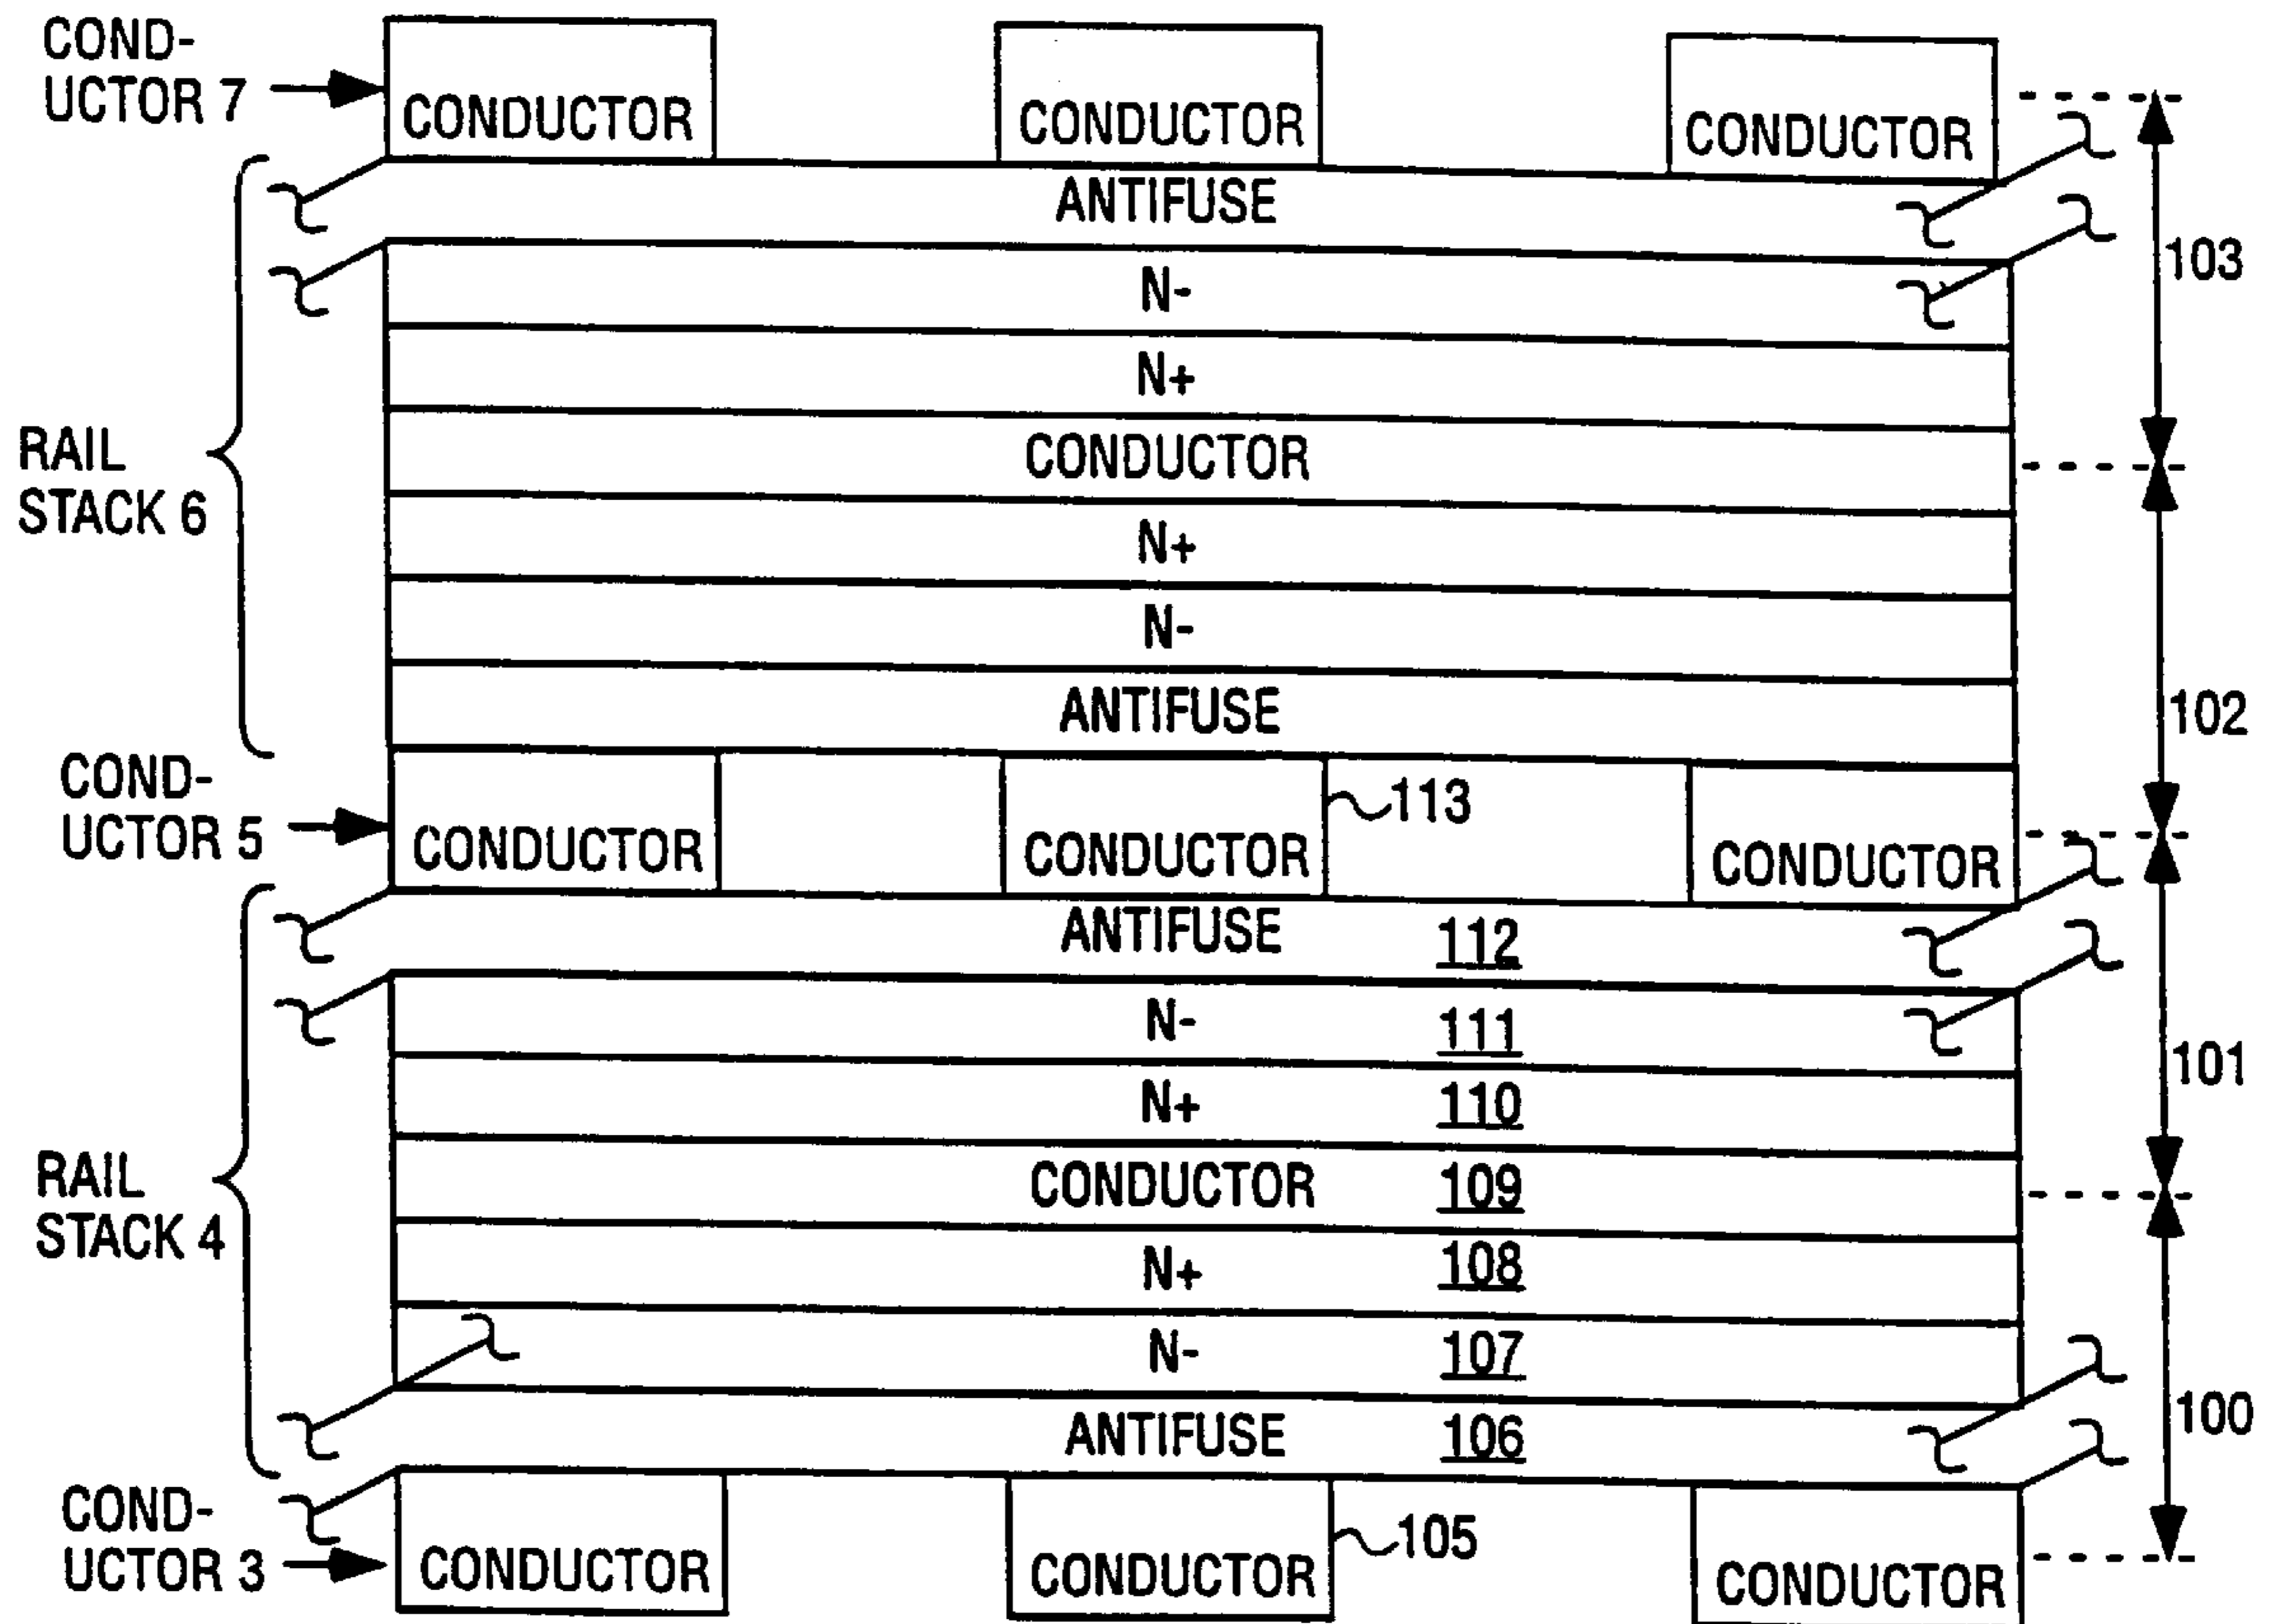 COND-
UCTOR 7
CONDUCTOR CONDUCTOR CONDUCTOR
ANTIFUSE
103
N-
N+
RAIL
STACK 6
CONDUCTOR
N+
N-
102
ANTIFUSE
COND-
UCTOR 5
113
CONDUCTOR CONDUCTOR CONDUCTOR
ANTIFUSE 112
N- 111
101
N+ 110
RAIL
STACK 4
CONDUCTOR 109
N+ 108
N- 107
100
ANTIFUSE 106
COND-
UCTOR 3
105
CONDUCTOR CONDUCTOR CONDUCTOR